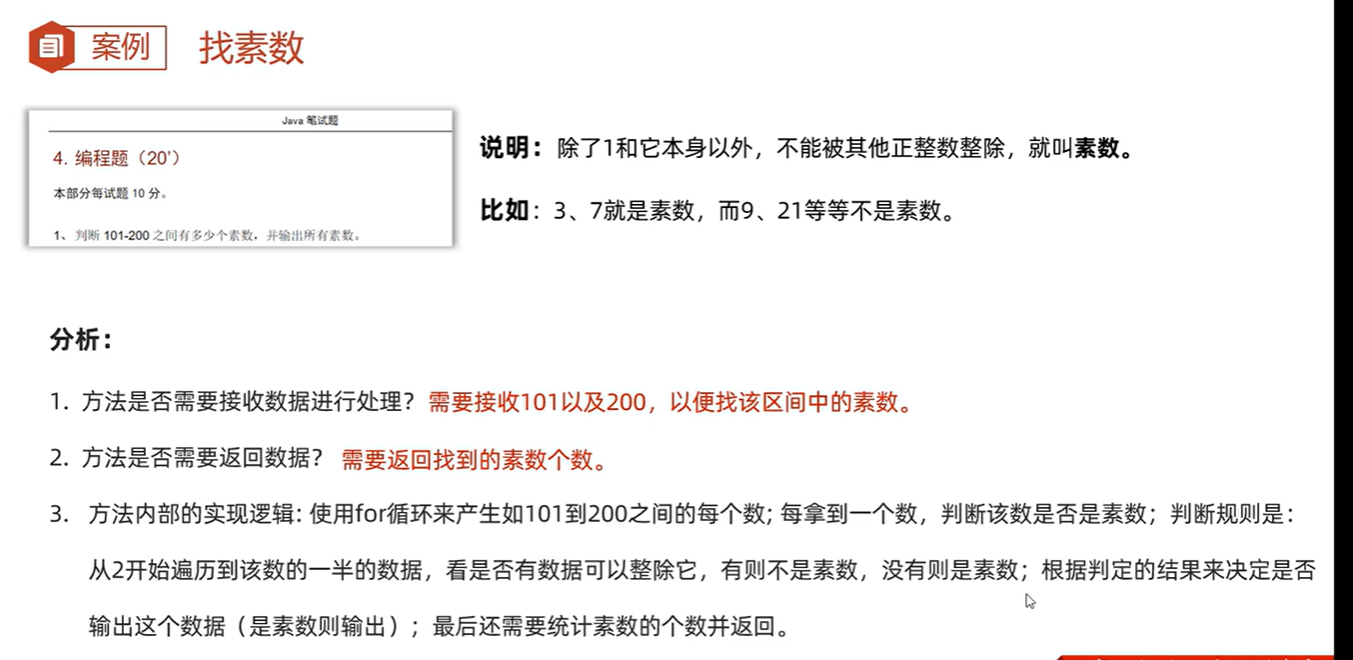 案例 找素数
Java 笔试题
4. 编程题（20'）
本部分每试题 10 分。
1、判断 101-200 之间有多少个素数，并输出所有素数。
说明：除了1和它本身以外，不能被其他正整数整除，就叫素数。
比如：3、7就是素数，而9、21等等不是素数。
分析：
1. 方法是否需要接收数据进行处理？需要接收101以及200，以便找该区间中的素数。
2. 方法是否需要返回数据？ 需要返回找到的素数个数。
3. 方法内部的实现逻辑: 使用for循环来产生如101到200之间的每个数; 每拿到一个数，判断该数是否是素数；判断规则是：
从2开始遍历到该数的一半的数据，看是否有数据可以整除它，有则不是素数，没有则是素数；根据判定的结果来决定是否
输出这个数据（是素数则输出）；最后还需要统计素数的个数并返回。